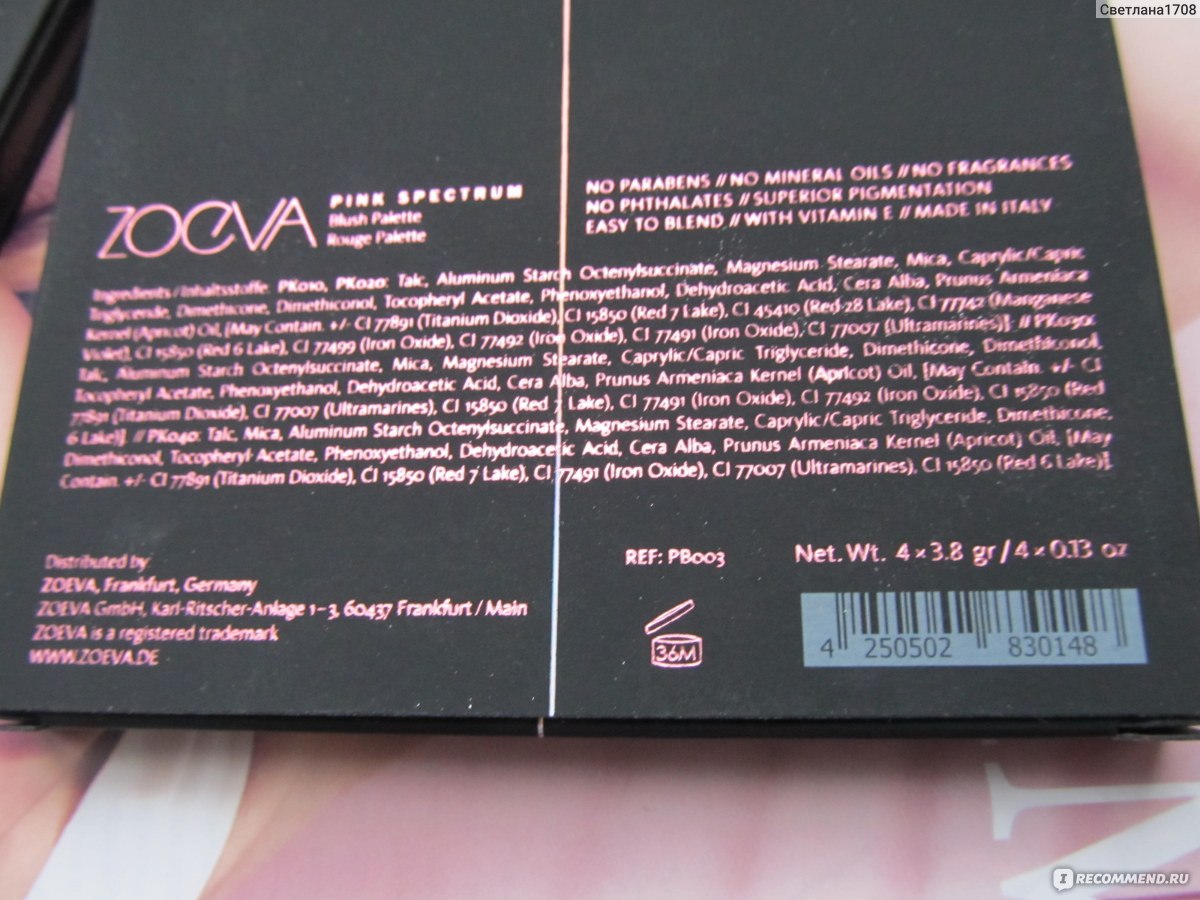 Светлана1708
ZOEVA
PINK SPECTRUM
Blush Palette
Rouge Palette
NO PARABENS // NO MINERAL OILS // NO FRAGRANCES
NO PHTHALATES // SUPERIOR PIGMENTATION
EASY TO BLEND // WITH VITAMIN E // MADE IN ITALY
Ingredients / Inhaltsstoffe: PK010, PK020: Talc, Aluminum Starch Octenylsuccinate, Magnesium Stearate, Mica, Caprylic/Capric
Triglyceride, Dimethicone, Dimethiconol, Tocopheryl Acetate, Phenoxyethanol, Dehydroacetic Acid, Cera Alba, Prunus Armeniaca
Kernel (Apricot) Oil, [May Contain. +/- CI 77891 (Titanium Dioxide), CI 15850 (Red 7 Lake), CI 45410 (Red 28 Lake), CI 77742 (Manganese
Violet), CI 15850 (Red 6 Lake), CI 77499 (Iron Oxide), CI 77492 (Iron Oxide), CI 77491 (Iron Oxide), CI 77007 (Ultramarines)] // PK030:
Talc, Aluminum Starch Octenylsuccinate, Mica, Magnesium Stearate, Caprylic/Capric Triglyceride, Dimethicone, Dimethiconol,
Tocopheryl Acetate, Phenoxyethanol, Dehydroacetic Acid, Cera Alba, Prunus Armeniaca Kernel (Apricot) Oil, [May Contain. +/- CI
77891 (Titanium Dioxide), CI 77007 (Ultramarines), CI 15850 (Red 7 Lake), CI 77491 (Iron Oxide), CI 77492 (Iron Oxide), CI 15850 (Red
6 Lake)]. // PK040: Talc, Mica, Aluminum Starch Octenylsuccinate, Magnesium Stearate, Caprylic/Capric Triglyceride, Dimethicone,
Dimethiconol, Tocopheryl Acetate, Phenoxyethanol, Dehydroacetic Acid, Cera Alba, Prunus Armeniaca Kernel (Apricot) Oil, [May
Contain. +/- CI 77891 (Titanium Dioxide), CI 15850 (Red 7 Lake), CI 77491 (Iron Oxide), CI 77007 (Ultramarines), CI 15850 (Red 6 Lake)].
Distributed by:
ZOEVA, Frankfurt, Germany
ZOEVA GmbH, Karl-Ritscher-Anlage 1–3, 60437 Frankfurt / Main
ZOEVA is a registered trademark
WWW.ZOEVA.DE
REF: PB003
Net. Wt. 4 x 3.8 gr / 4 x 0.13 oz
36M
4 250502 830148
IRECOMMEND.RU